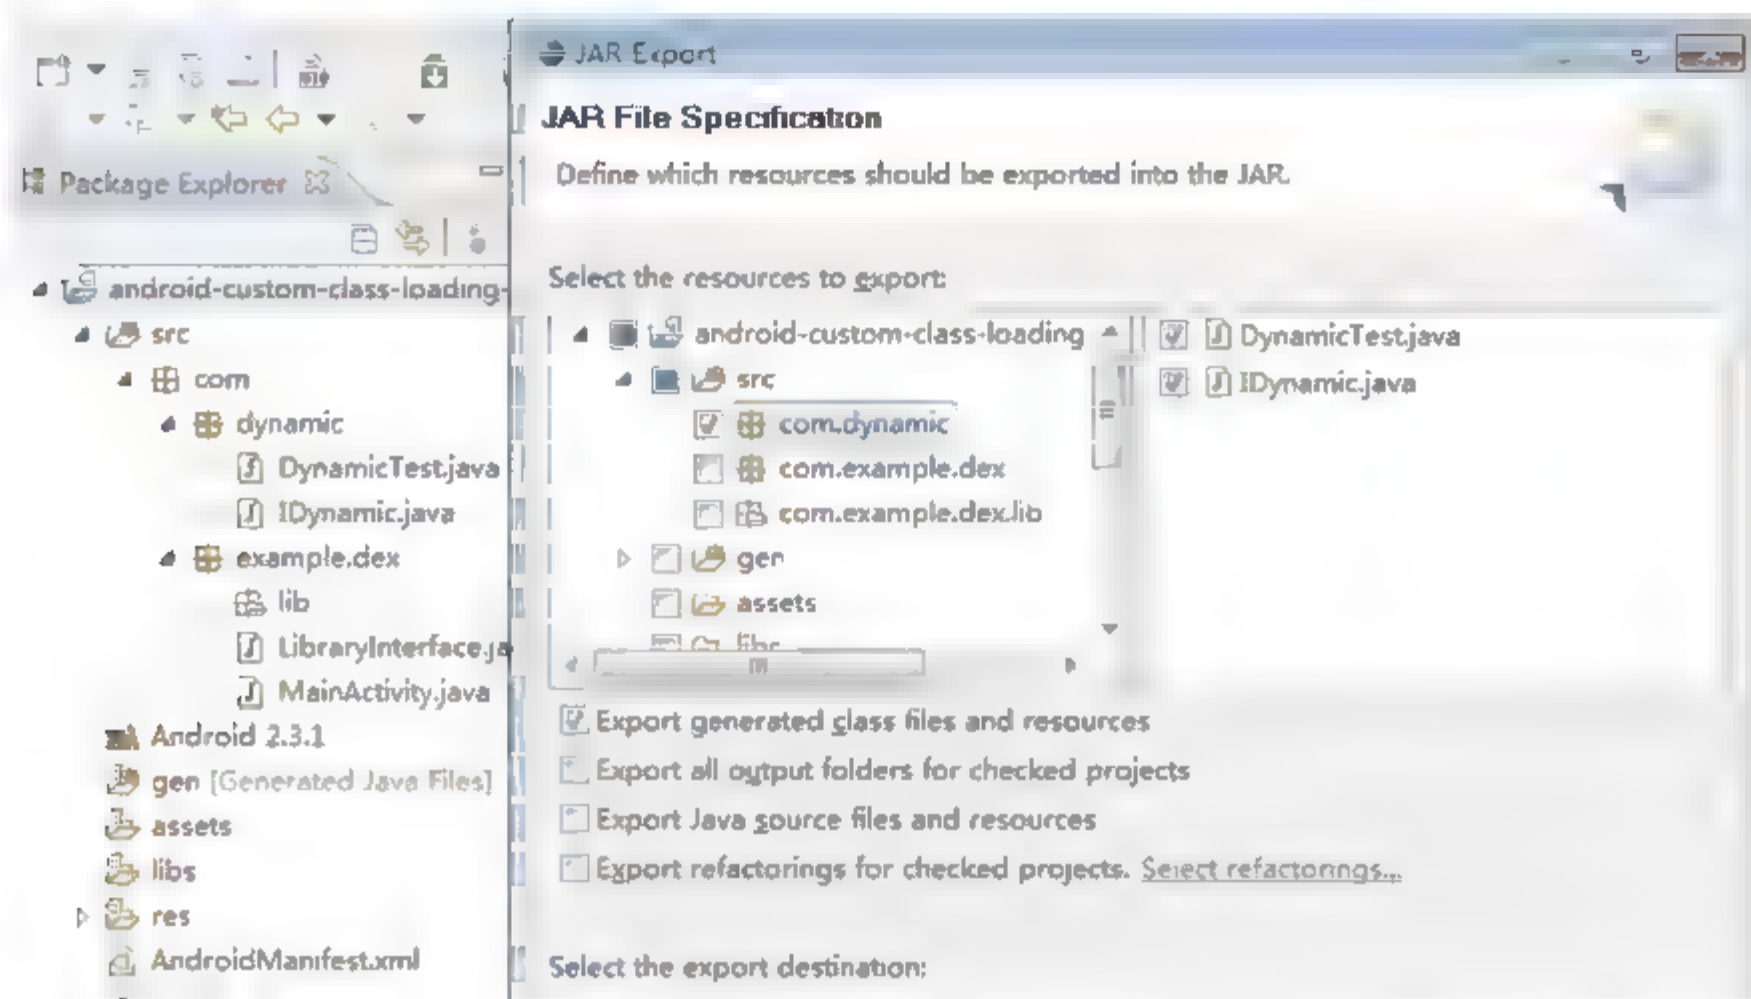 JAR Export
JAR File Specification
Define which resources should be exported into the JAR.
Package Explorer
Select the resources to export:
android-custom-class-loading-
src
com
dynamic
DynamicTest.java
IDynamic.java
example.dex
lib
LibraryInterface.ja
MainActivity.java
Android 2.3.1
gen [Generated Java Files]
assets
libs
res
AndroidManifest.xml
android-custom-class-loading
src
com.dynamic
com.example.dex
com.example.dex.lib
gen
assets
libs
DynamicTest.java
IDynamic.java
Export generated class files and resources
Export all output folders for checked projects
Export Java source files and resources
Export refactorings for checked projects. Select refactorings...
Select the export destination: